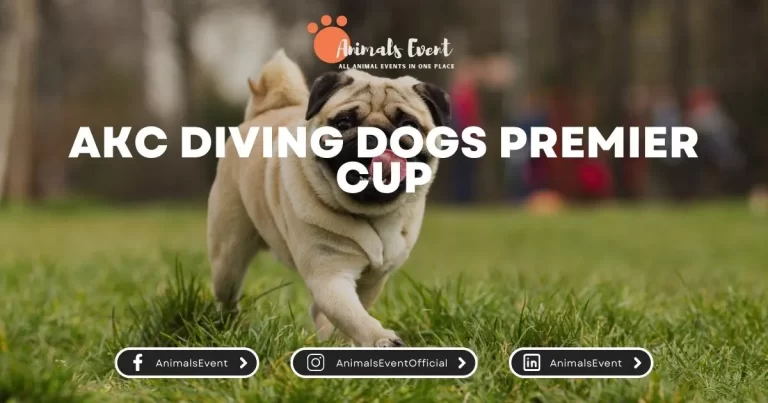 Animals Event
ALL ANIMAL EVENTS IN ONE PLACE
AKC DIVING DOGS PREMIER
CUP
AnimalsEvent
AnimalsEventOfficial
AnimalsEvent